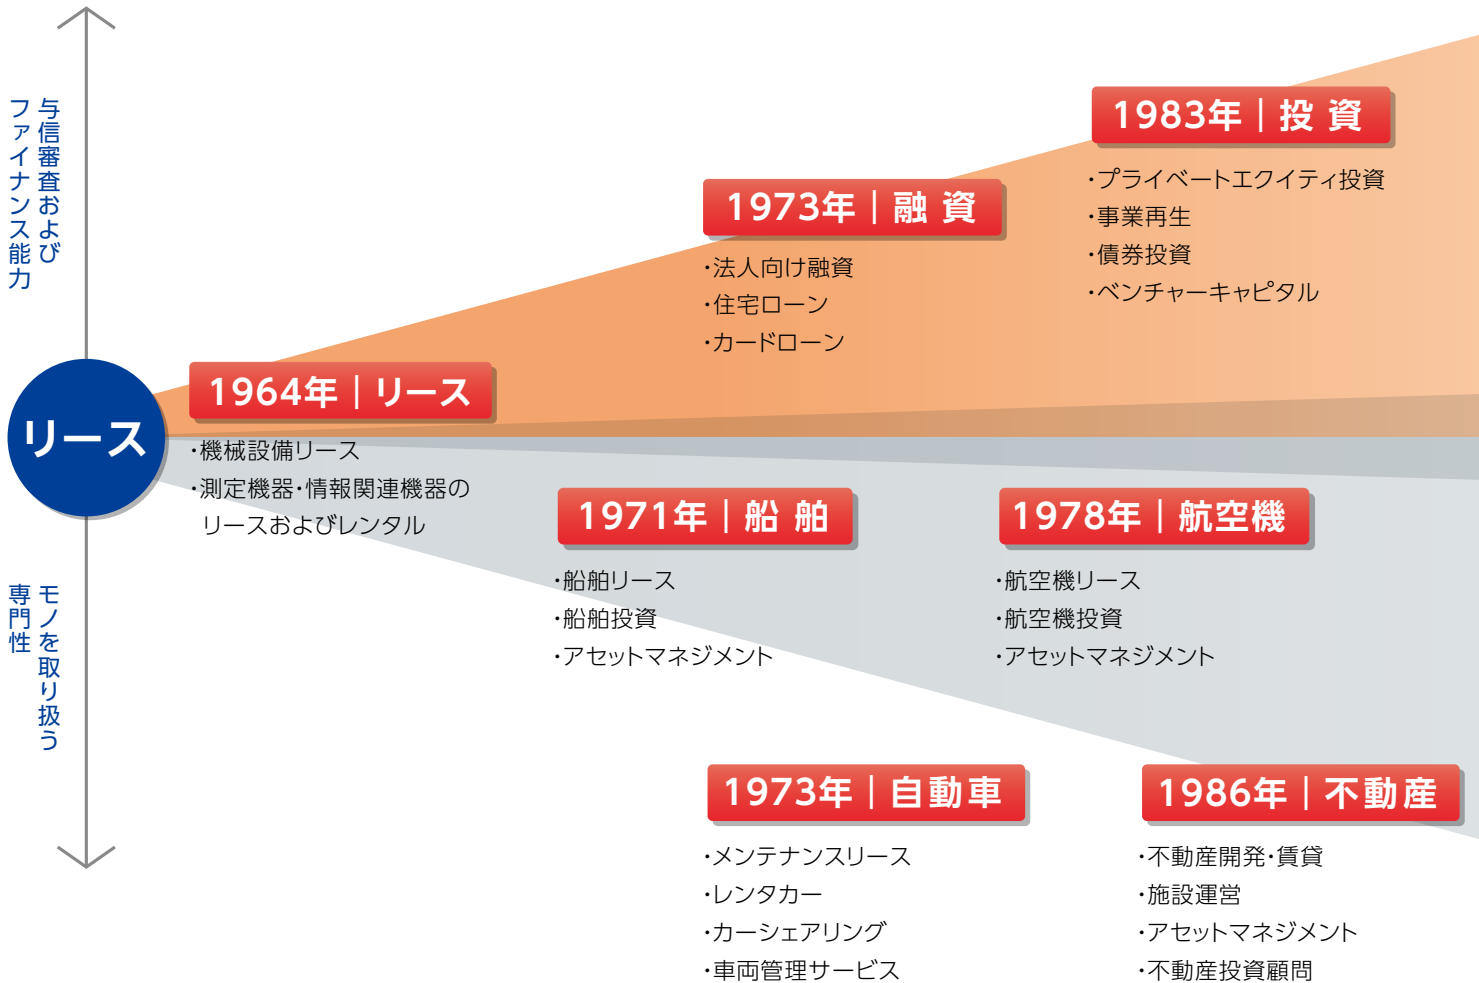 与信審査および
ファイナンス能力
リース
モノを取り扱う
専門性
1964年｜リース
・機械設備リース
・測定機器・情報関連機器の
リースおよびレンタル
1973年｜融 資
・法人向け融資
・住宅ローン
・カードローン
1983年｜投 資
・プライベートエクイティ投資
・事業再生
・債券投資
・ベンチャーキャピタル
1971年｜船 舶
・船舶リース
・船舶投資
・アセットマネジメント
1978年｜航空機
・航空機リース
・航空機投資
・アセットマネジメント
1973年｜自動車
・メンテナンスリース
・レンタカー
・カーシェアリング
・車両管理サービス
1986年｜不動産
・不動産開発・賃貸
・施設運営
・アセットマネジメント
・不動産投資顧問